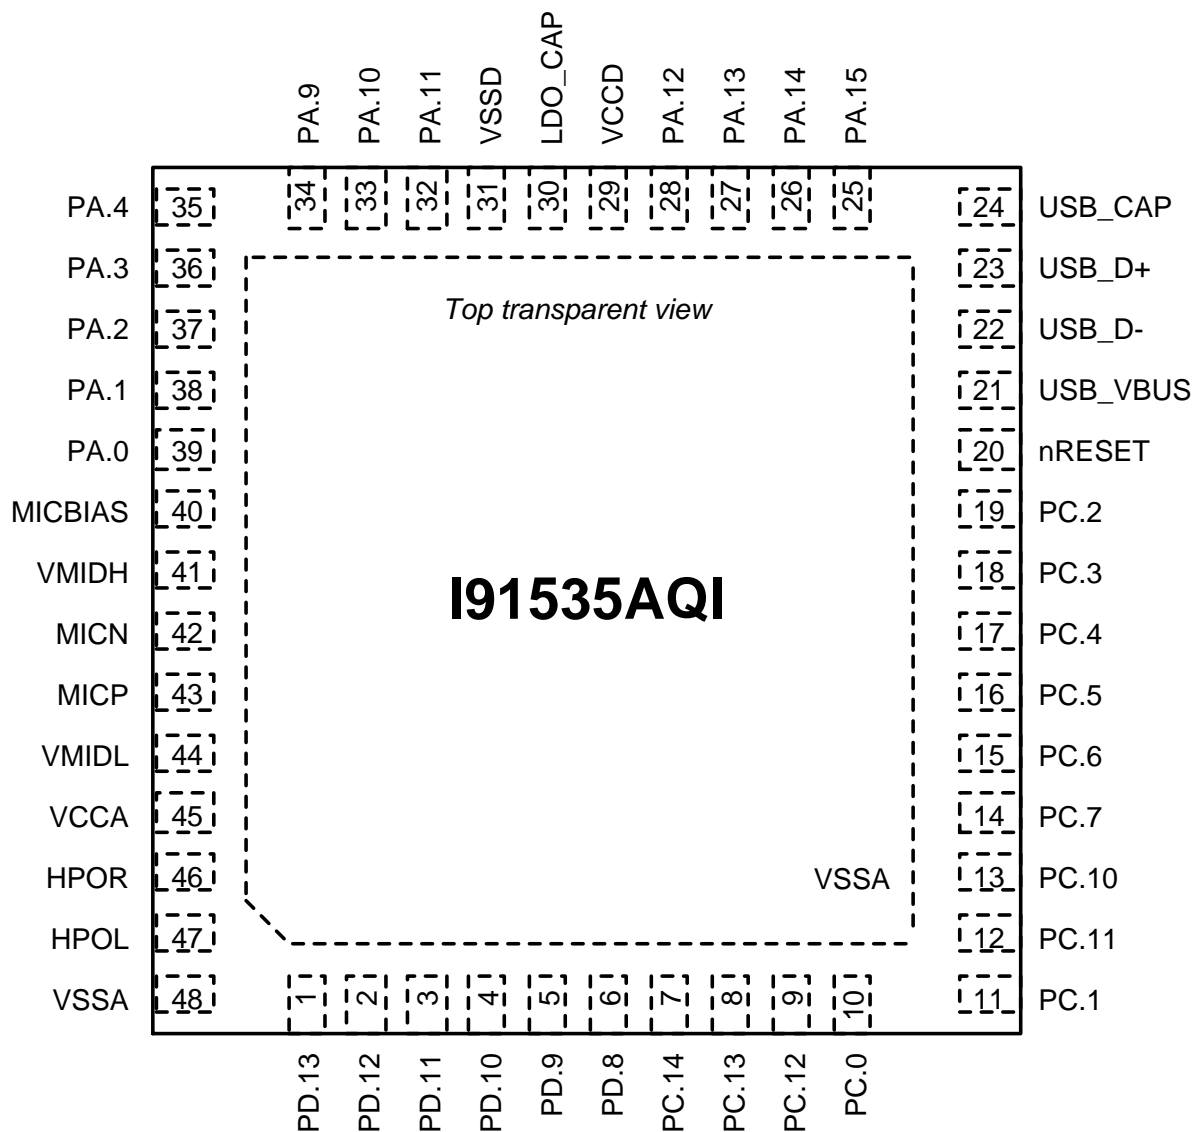 PA.9
PA.10
PA.11
VSSD
LDO_CAP
VCCD
PA.12
PA.13
PA.14
PA.15
34
33
32
31
30
29
28
27
26
25
PA.4 35
PA.3 36
PA.2 37
PA.1 38
PA.0 39
MICBIAS 40
VMIDH 41
MICN 42
MICP 43
VMIDL 44
VCCA 45
HPOR 46
HPOL 47
VSSA 48
Top transparent view
I91535AQI
VSSA
24 USB_CAP
23 USB_D+
22 USB_D-
21 USB_VBUS
20 nRESET
19 PC.2
18 PC.3
17 PC.4
16 PC.5
15 PC.6
14 PC.7
13 PC.10
12 PC.11
11 PC.1
1
2
3
4
5
6
7
8
9
10
PD.13
PD.12
PD.11
PD.10
PD.9
PD.8
PC.14
PC.13
PC.12
PC.0